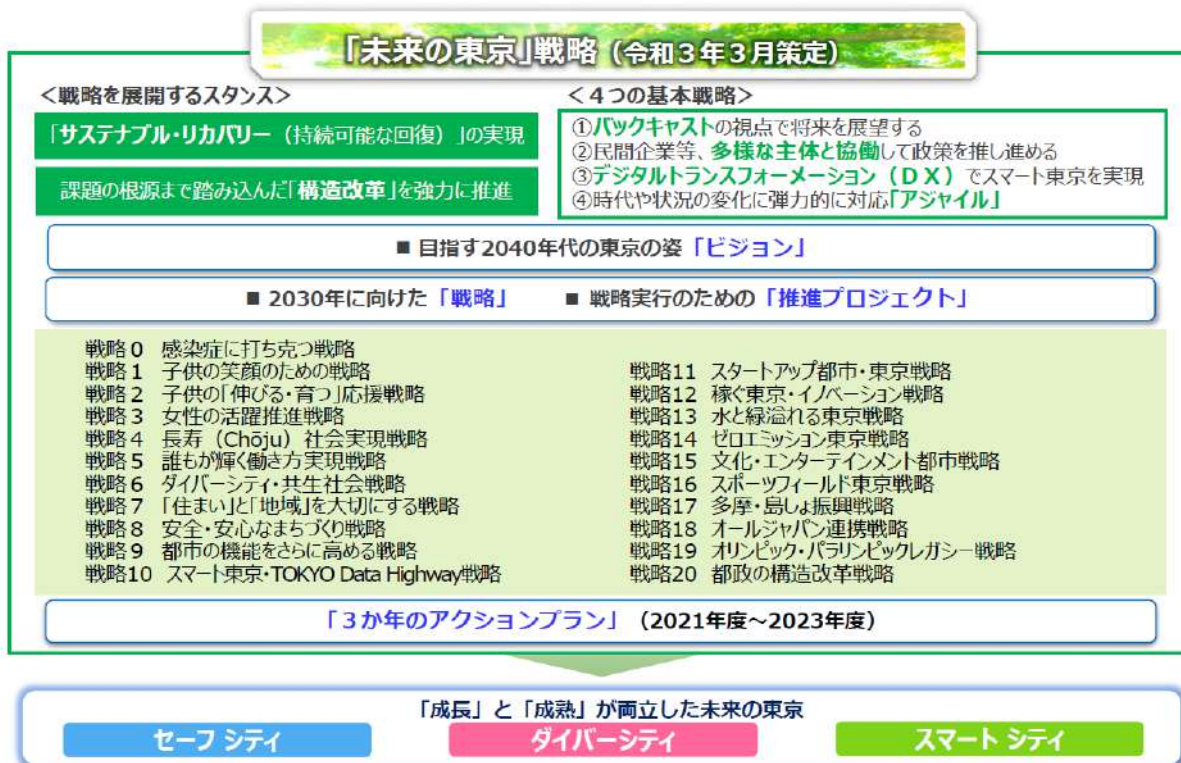 「未来の東京」戦略（令和３年３月策定）
＜戦略を展開するスタンス＞
「サステナブル・リカバリー（持続可能な回復）」の実現
課題の根源まで踏み込んだ「構造改革」を強力に推進
＜４つの基本戦略＞
①バックキャストの視点で将来を展望する
②民間企業等、多様な主体と協働して政策を推し進める
③デジタルトランスフォーメーション（ＤＸ）でスマート東京を実現
④時代や状況の変化に弾力的に対応「アジャイル」
■ 目指す2040年代の東京の姿「ビジョン」
■ 2030年に向けた「戦略」 ■ 戦略実行のための「推進プロジェクト」
戦略０ 感染症に打ち克つ戦略
戦略１ 子供の笑顔のための戦略
戦略２ 子供の「伸びる・育つ」応援戦略
戦略３ 女性の活躍推進戦略
戦略４ 長寿（Chōju）社会実現戦略
戦略５ 誰もが輝く働き方実現戦略
戦略６ ダイバーシティ・共生社会戦略
戦略７ 「住まい」と「地域」を大切にする戦略
戦略８ 安全・安心なまちづくり戦略
戦略９ 都市の機能をさらに高める戦略
戦略10 スマート東京・TOKYO Data Highway戦略
戦略11 スタートアップ都市・東京戦略
戦略12 稼ぐ東京・イノベーション戦略
戦略13 水と緑溢れる東京戦略
戦略14 ゼロエミッション東京戦略
戦略15 文化・エンターテインメント都市戦略
戦略16 スポーツフィールド東京戦略
戦略17 多摩・島しょ振興戦略
戦略18 オールジャパン連携戦略
戦略19 オリンピック・パラリンピックレガシー戦略
戦略20 都政の構造改革戦略
「３か年のアクションプラン」（2021年度～2023年度）
「成長」と「成熟」が両立した未来の東京
セーフ シティ
ダイバーシティ
スマート シティ